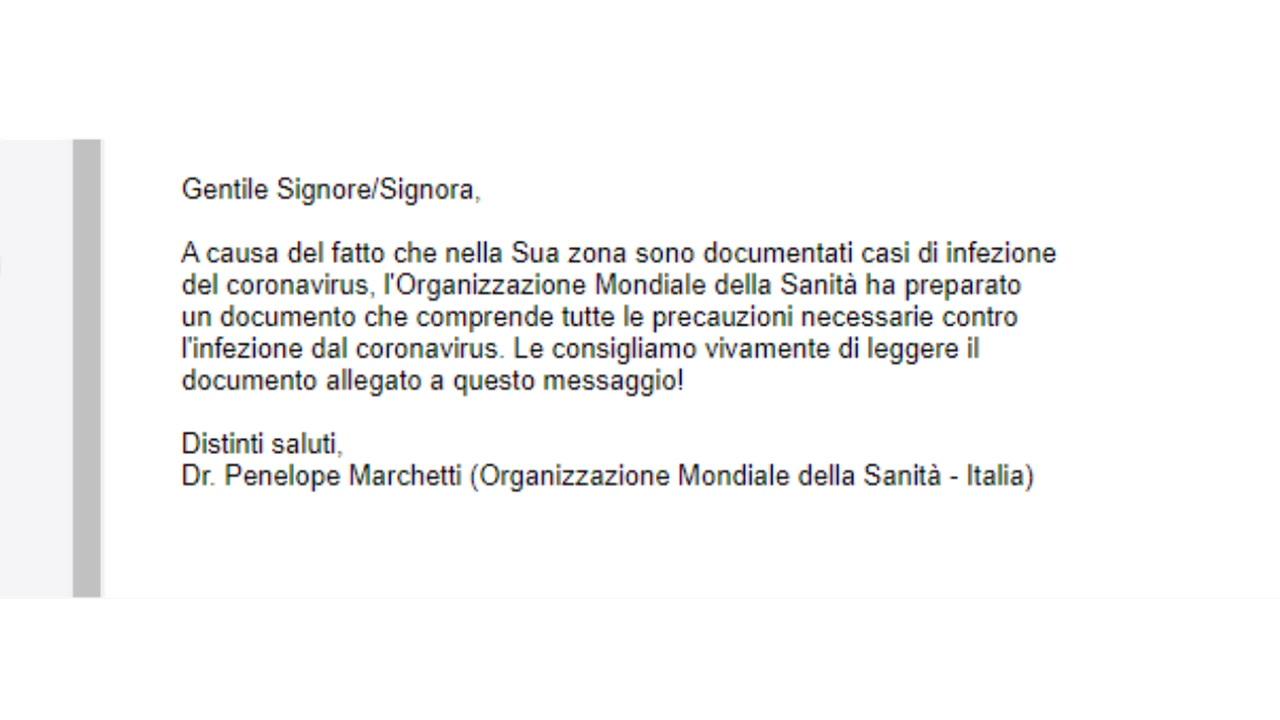 Gentile Signore/Signora,
A causa del fatto che nella Sua zona sono documentati casi di infezione
del coronavirus, l'Organizzazione Mondiale della Sanità ha preparato
un documento che comprende tutte le precauzioni necessarie contro
l'infezione dal coronavirus. Le consigliamo vivamente di leggere il
documento allegato a questo messaggio!
Distinti saluti,
Dr. Penelope Marchetti (Organizzazione Mondiale della Sanità - Italia)